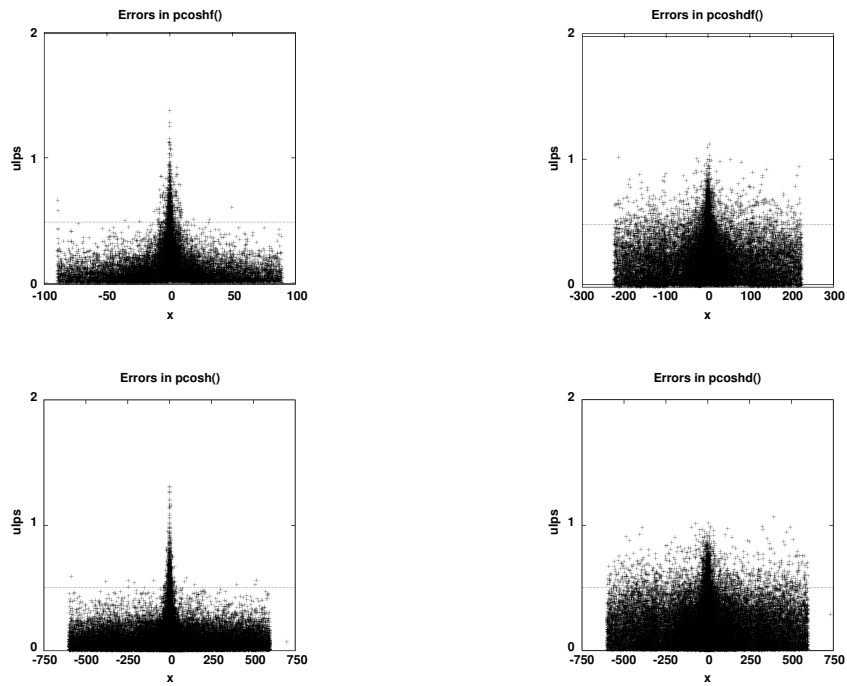 Errors in pcoshf()
2
1
0
ulps
-100 -50 0 50 100
x
Errors in pcoshdf()
2
1
0
ulps
-300 -200 -100 0 100 200 300
x
Errors in pcosh()
2
1
0
ulps
-750 -500 -250 0 250 500 750
x
Errors in pcoshd()
2
1
0
ulps
-750 -500 -250 0 250 500 750
x